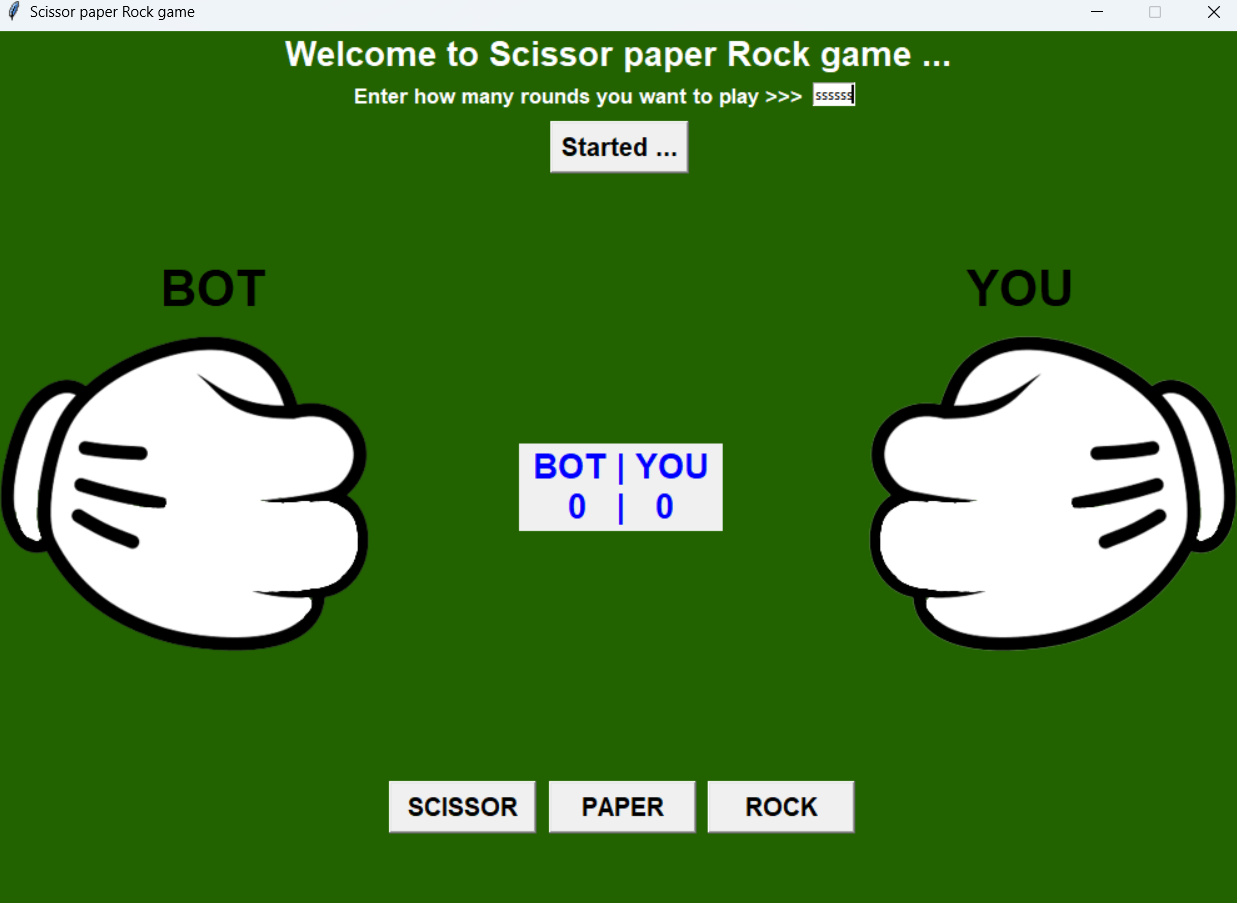 Scissor paper Rock game
Welcome to Scissor paper Rock game ...
Enter how many rounds you want to play >>> ssssss
Started ...
BOT
YOU
BOT | YOU
0 | 0
SCISSOR PAPER ROCK